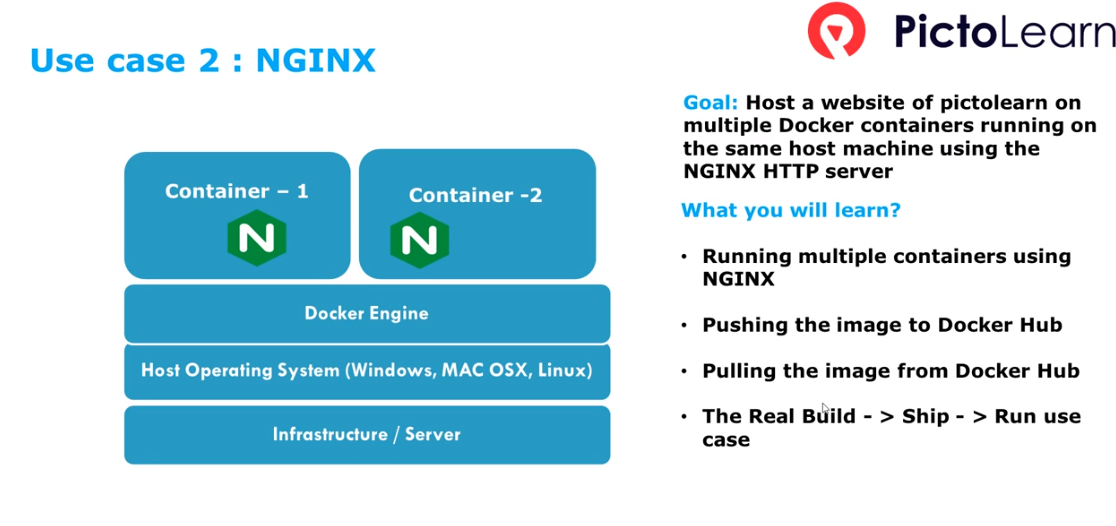 PictoLearn
Use case 2 : NGINX
Container – 1
N
Container -2
N
Docker Engine
Host Operating System (Windows, MAC OSX, Linux)
Infrastructure / Server
Goal: Host a website of pictolearn on
multiple Docker containers running on
the same host machine using the
NGINX HTTP server
What you will learn?
• Running multiple containers using
NGINX
• Pushing the image to Docker Hub
• Pulling the image from Docker Hub
• The Real Build - > Ship - > Run use
case